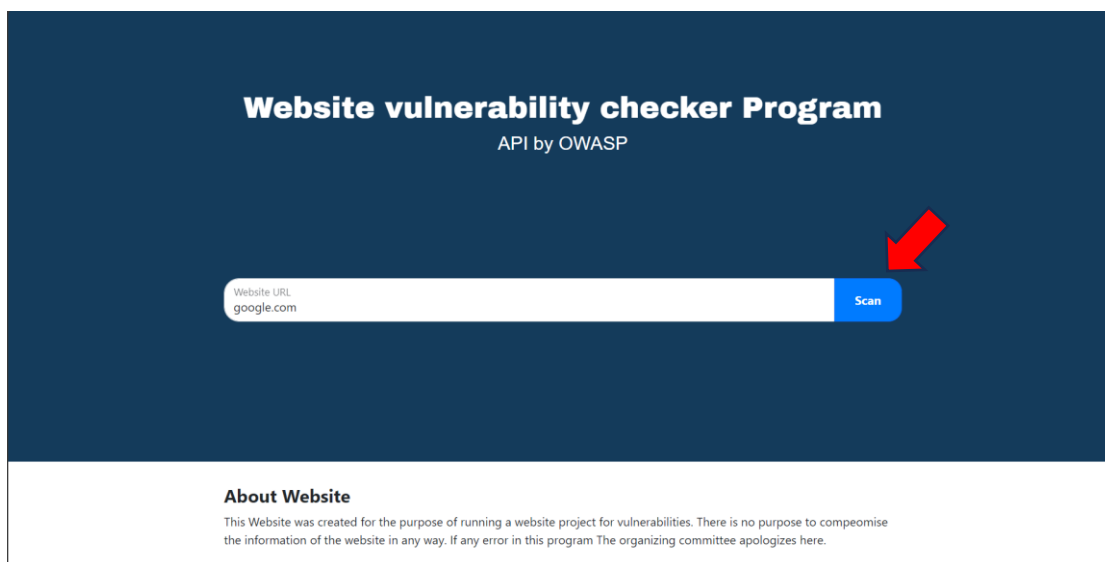 Website vulnerability checker Program
API by OWASP
Website URL
google.com
Scan
About Website
This Website was created for the purpose of running a website project for vulnerabilities. There is no purpose to compeomise
the information of the website in any way. If any error in this program The organizing committee apologizes here.